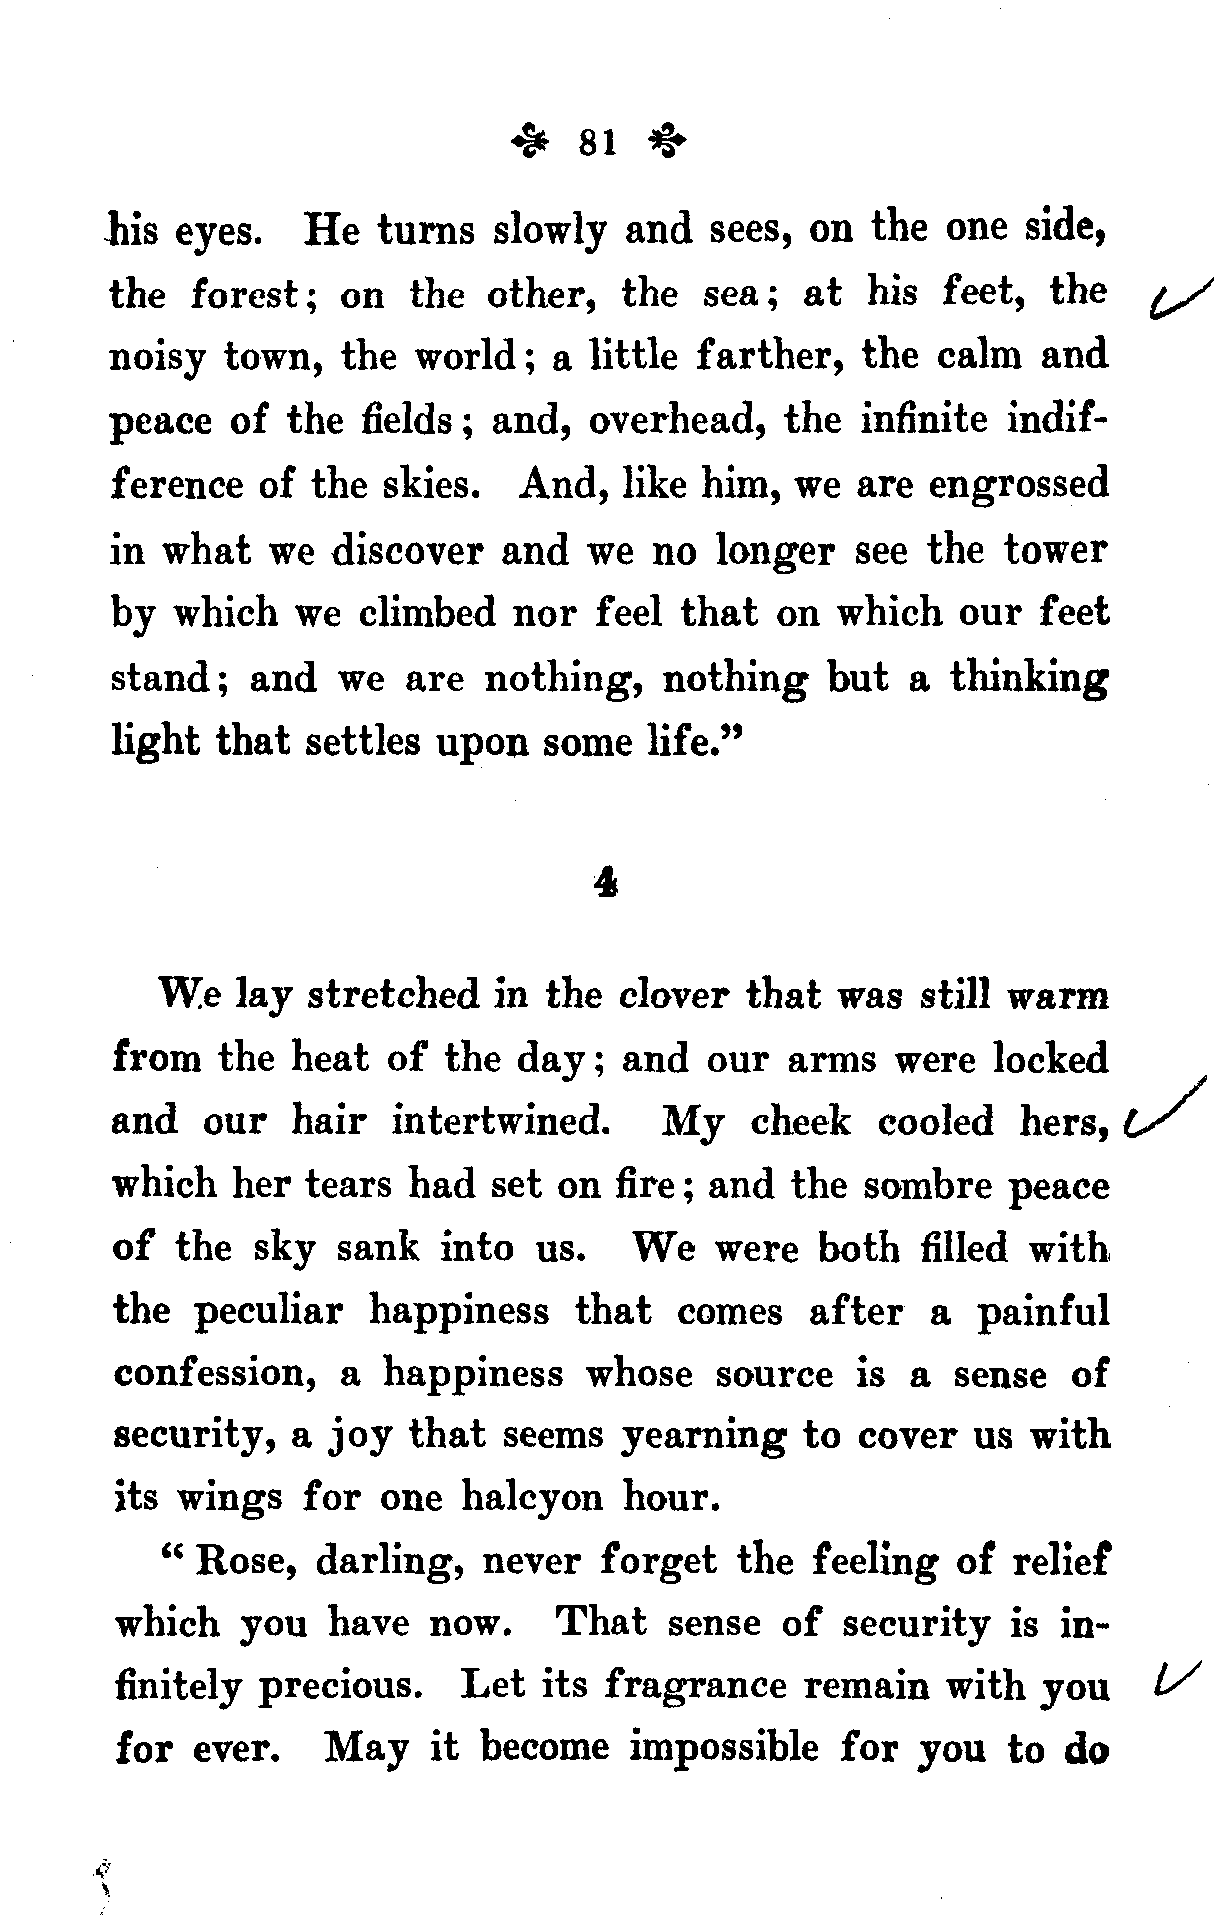 81
his eyes. He turns slowly and sees, on the one side,
the forest; on the other, the sea; at his feet, the
noisy town, the world; a little farther, the calm and
peace of the fields; and, overhead, the infinite indif-
ference of the skies. And, like him, we are engrossed
in what we discover and we no longer see the tower
by which we climbed nor feel that on which our feet
stand; and we are nothing, nothing but a thinking
light that settles upon some life.”
4
We lay stretched in the clover that was still warm
from the heat of the day; and our arms were locked
and our hair intertwined. My cheek cooled hers,
which her tears had set on fire; and the sombre peace
of the sky sank into us. We were both filled with
the peculiar happiness that comes after a painful
confession, a happiness whose source is a sense of
security, a joy that seems yearning to cover us with
its wings for one halcyon hour.
“Rose, darling, never forget the feeling of relief
which you have now. That sense of security is in-
finitely precious. Let its fragrance remain with you
for ever. May it become impossible for you to do